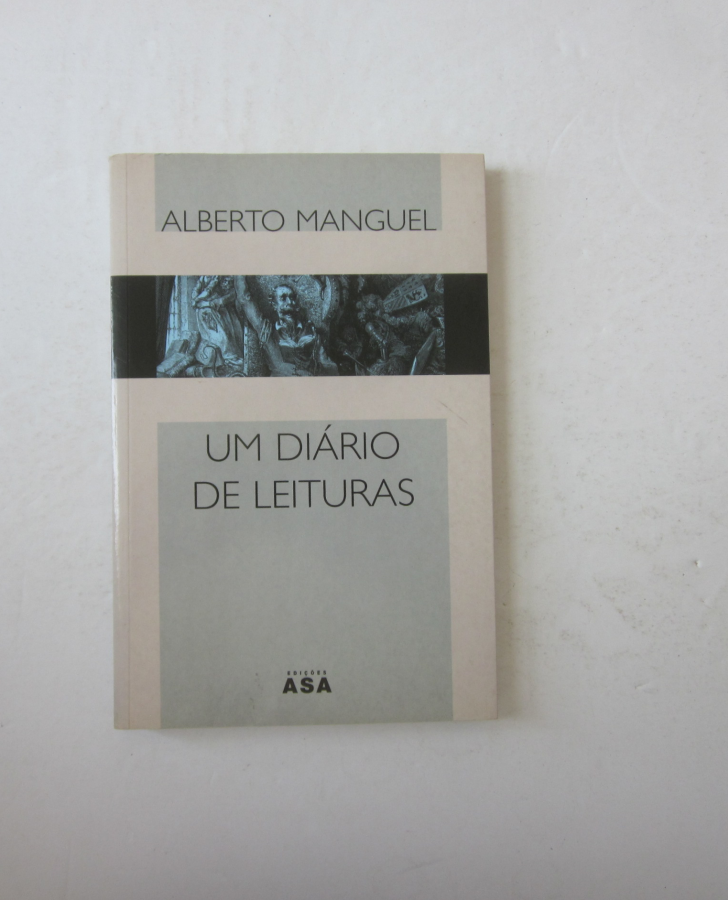 ALBERTO MANGUEL
UM DIÁRIO
DE LEITURAS
EDIÇÕES
ASA